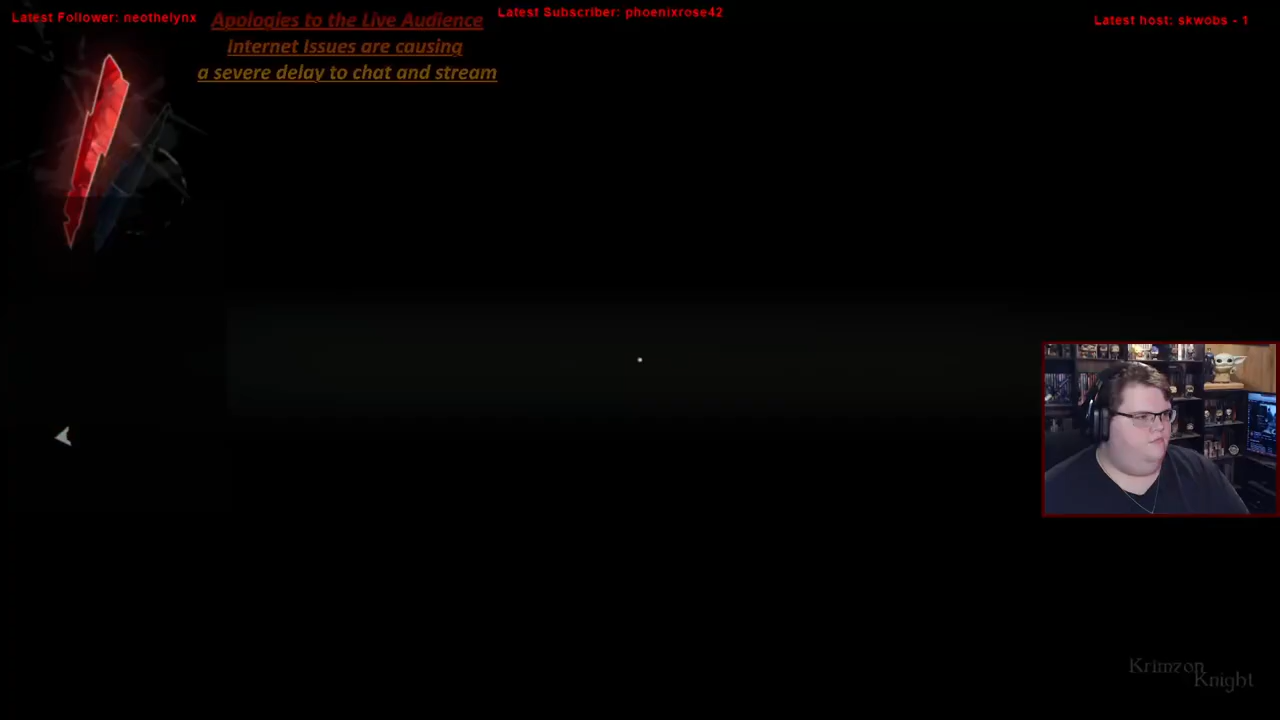 Latest Follower: neothelynx
Latest Subscriber: phoenixrose42
Latest host: skwobs - 1
Apologies to the Live Audience
Internet Issues are causing
a severe delay to chat and stream
Krimzon
Knight